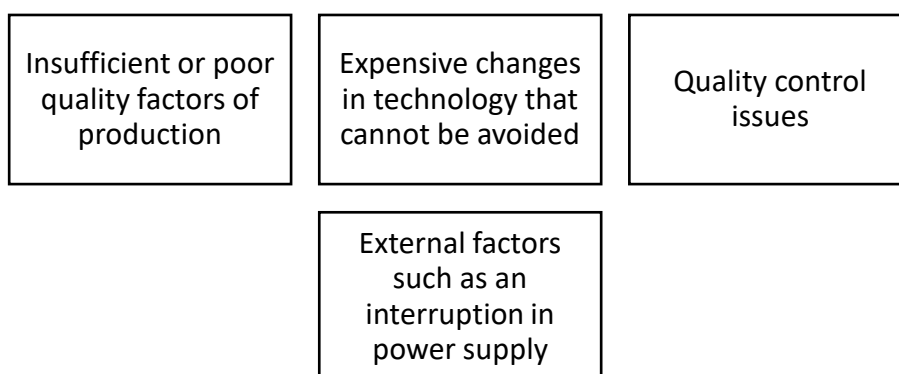 Insufficient or poor
quality factors of
production
Expensive changes
in technology that
cannot be avoided
Quality control
issues
External factors
such as an
interruption in
power supply